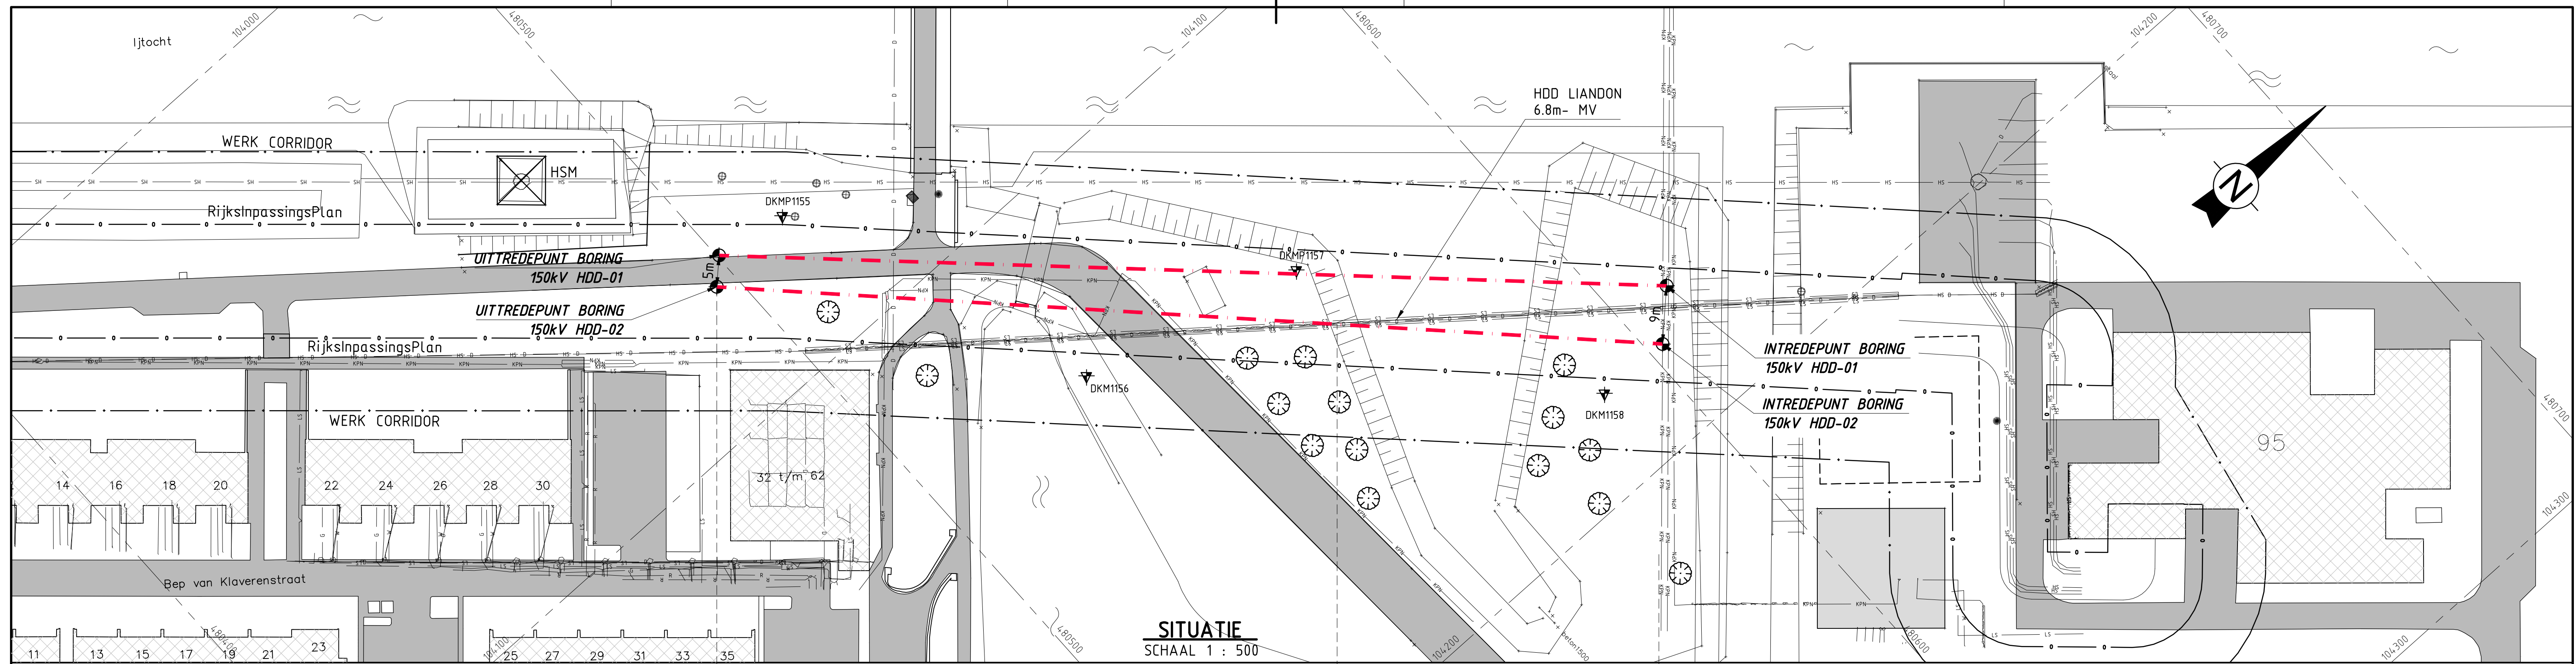 Ijtocht
104000
480500
104100
480600
104200
480700
staal
HDD LIANDON
6.8m- MV
WERK CORRIDOR
HSM
RijksInpassingsPlan
DKMP1155
N
UITTREDEPUNT BORING
150kV HDD-01
5m
DKMP1157
UITTREDEPUNT BORING
150kV HDD-02
9m
RijksInpassingsPlan
INTREDEPUNT BORING
150kV HDD-01
DKM1156
DKM1158
INTREDEPUNT BORING
150kV HDD-02
480700
WERK CORRIDOR
95
32 t/m 62
14
16
18
20
22
24
26
28
30
104300
Bep van Klaverenstraat
480400
104100
480500
104200
beton1500
480600
104300
SITUATIE
SCHAAL 1 : 500
11
13
15
17
19
21
23
25
27
29
31
33
35